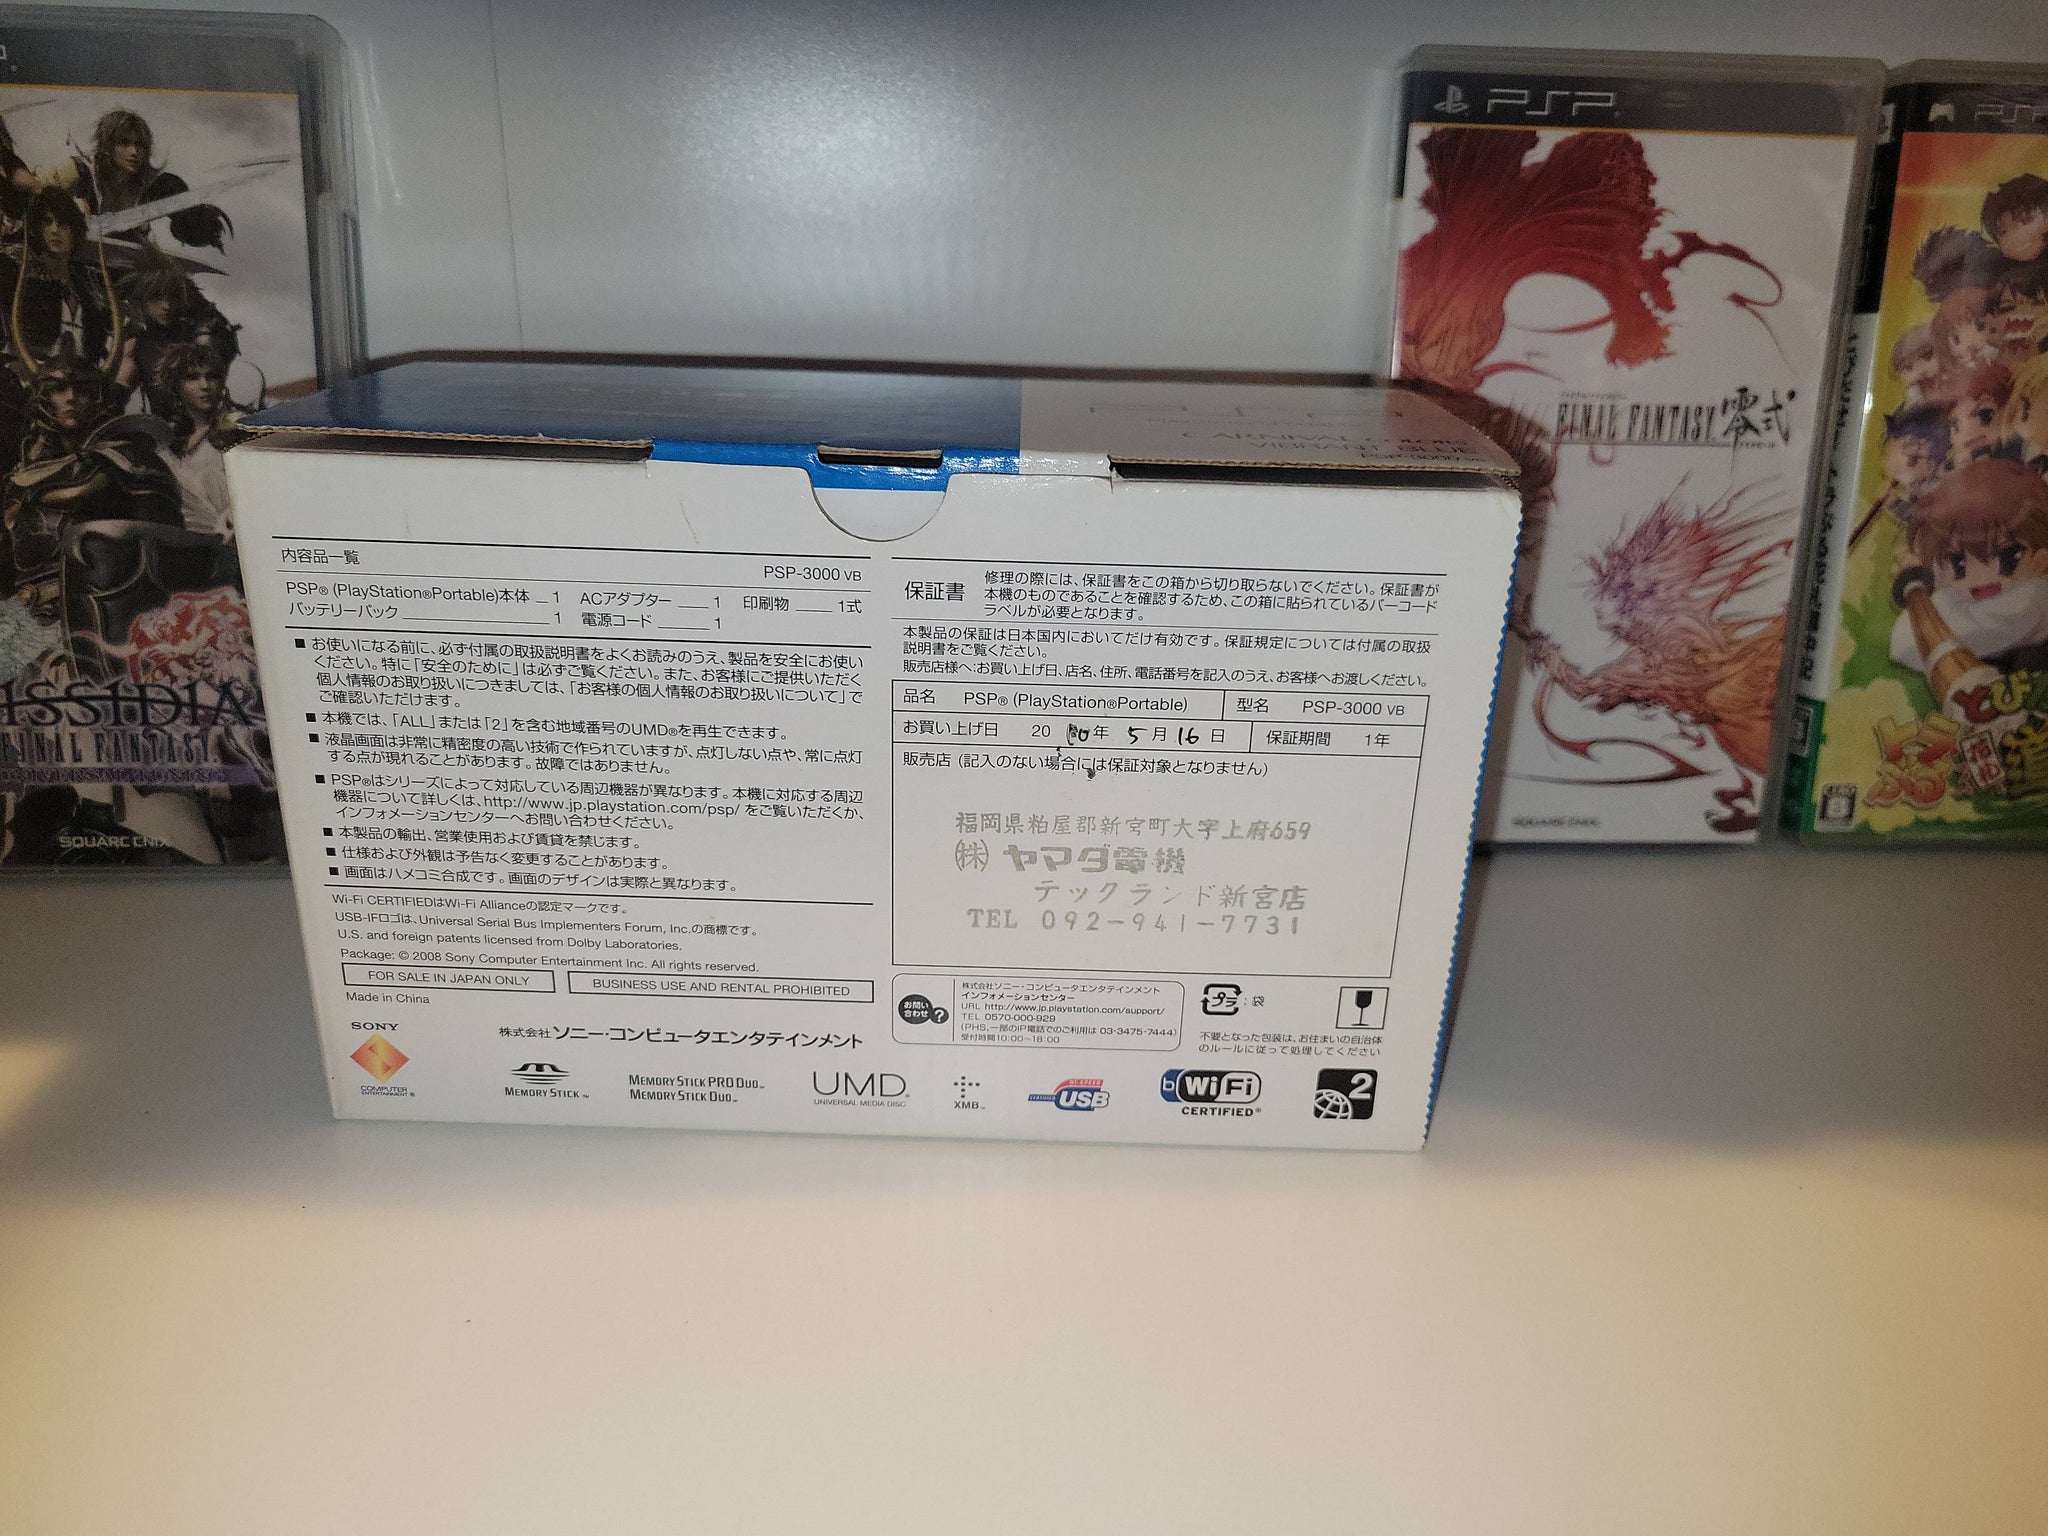 PSP
FINAL FANTASY 零式
SQUARE ENIX
PSP
DISSIDIA
FINAL FANTASY
SQUARE ENIX
CARNIVAL COLORS
VIBRANT BLUE
内容品一覧
PSP-3000 VB
PSP® (PlayStation®Portable)本体 1 ACアダプター 1 印刷物 1式
バッテリーパック 1 電源コード 1
■ お使いになる前に、必ず付属の取扱説明書をよくお読みのうえ、製品を安全にお使い
ください。特に「安全のために」は必ずご覧ください。また、お客様にご提供いただく
個人情報のお取り扱いにつきましては、「お客様の個人情報のお取り扱いについて」で
ご確認いただけます。
■ 本機では、「ALL」または「2」を含む地域番号のUMD®を再生できます。
■ 液晶画面は非常に精密度の高い技術で作られていますが、点灯しない点や、常に点灯
する点が現れることがあります。故障ではありません。
■ PSP®はシリーズによって対応している周辺機器が異なります。本機に対応する周辺
機器について詳しくは、http://www.jp.playstation.com/psp/ をご覧いただくか、
インフォメーションセンターへお問い合わせください。
■ 本製品の輸出、営業使用および賃貸を禁じます。
■ 仕様および外観は予告なく変更することがあります。
■ 画面はハメコミ合成です。画面のデザインは実際と異なります。
Wi-Fi CERTIFIEDはWi-Fi Allianceの認定マークです。
USB-IFロゴは、Universal Serial Bus Implementers Forum, Inc.の商標です。
U.S. and foreign patents licensed from Dolby Laboratories.
Package: © 2008 Sony Computer Entertainment Inc. All rights reserved.
FOR SALE IN JAPAN ONLY
BUSINESS USE AND RENTAL PROHIBITED
Made in China
SONY
COMPUTER
ENTERTAINMENT ®
株式会社ソニー・コンピュータエンタテインメント
MEMORY STICK™
MEMORY STICK PRO DUO™
MEMORY STICK DUO™
UMD®
UNIVERSAL MEDIA DISC
XMB™
保証書
修理の際には、保証書をこの箱から切り取らないでください。保証書が
本機のものであることを確認するため、この箱に貼られているバーコード
ラベルが必要となります。
本製品の保証は日本国内においてだけ有効です。保証規定については付属の取扱
説明書をご覧ください。
販売店様へ:お買い上げ日、店名、住所、電話番号を記入のうえ、お客様へお渡しください。
品名 PSP® (PlayStation®Portable) 型名 PSP-3000 VB
お買い上げ日 20 10年 5月 16日 保証期間 1年
販売店 (記入のない場合には保証対象となりません)
福岡県粕屋郡新宮町大字上府659
㈱ ヤマダ電機
テックランド新宮店
TEL 092-941-7731
お問い
合わせ?
株式会社ソニー・コンピュータエンタテインメント
インフォメーションセンター
URL http://www.jp.playstation.com/support/
TEL 0570-000-929
(PHS,一部のIP電話でのご利用は 03-3475-7444)
受付時間10:00~18:00
プラ : 袋
不要となった包装は、お住まいの自治体
のルールに従って処理してください
CERTIFIED HI-SPEED USB
Wi Fi
CERTIFIED®
2